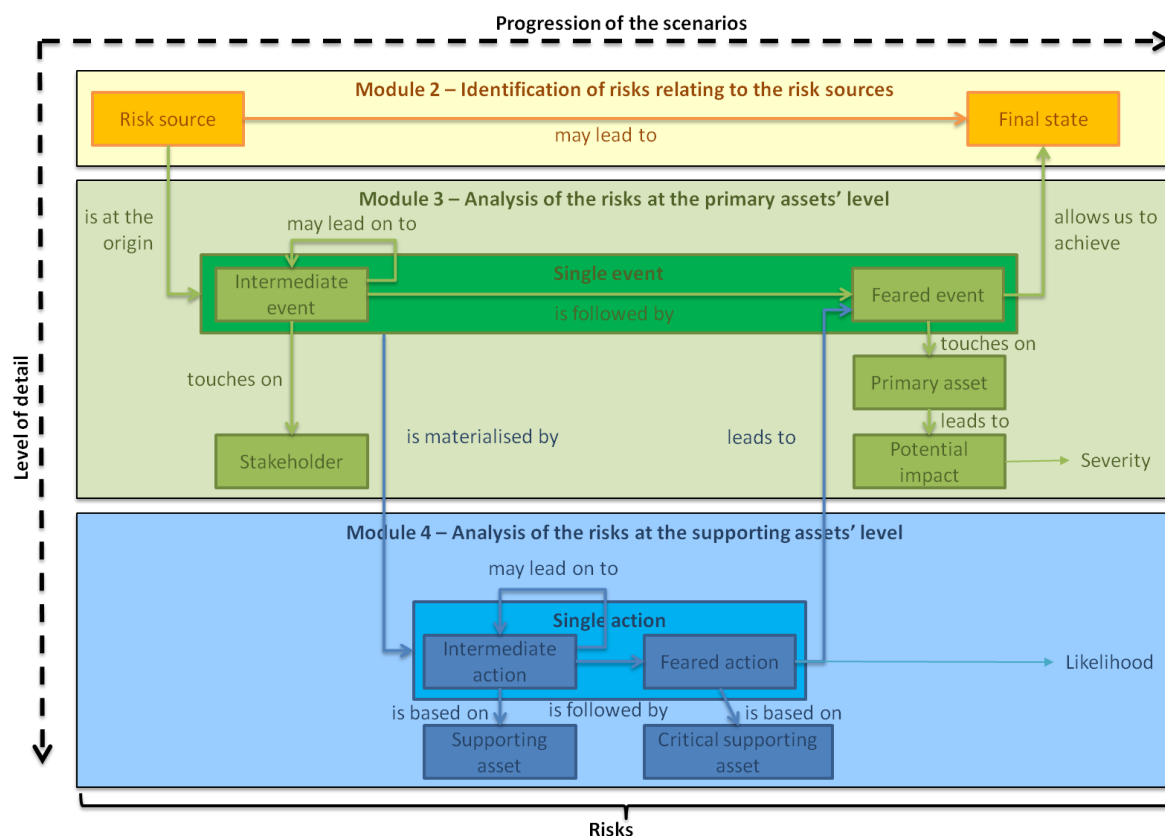 Progression of the scenarios
Level of detail
Module 2 – Identification of risks relating to the risk sources
Risk source
may lead to
Final state
Module 3 – Analysis of the risks at the primary assets' level
is at the
origin
may lead on to
allows us to
achieve
Single event
Intermediate
event
is followed by
Feared event
touches on
touches on
Primary asset
is materialised by
leads to
leads to
Stakeholder
Potential
impact
Severity
Module 4 – Analysis of the risks at the supporting assets' level
may lead on to
Single action
Intermediate
action
Feared action
Likelihood
is based on
is followed by
is based on
Supporting
asset
Critical supporting
asset
Risks